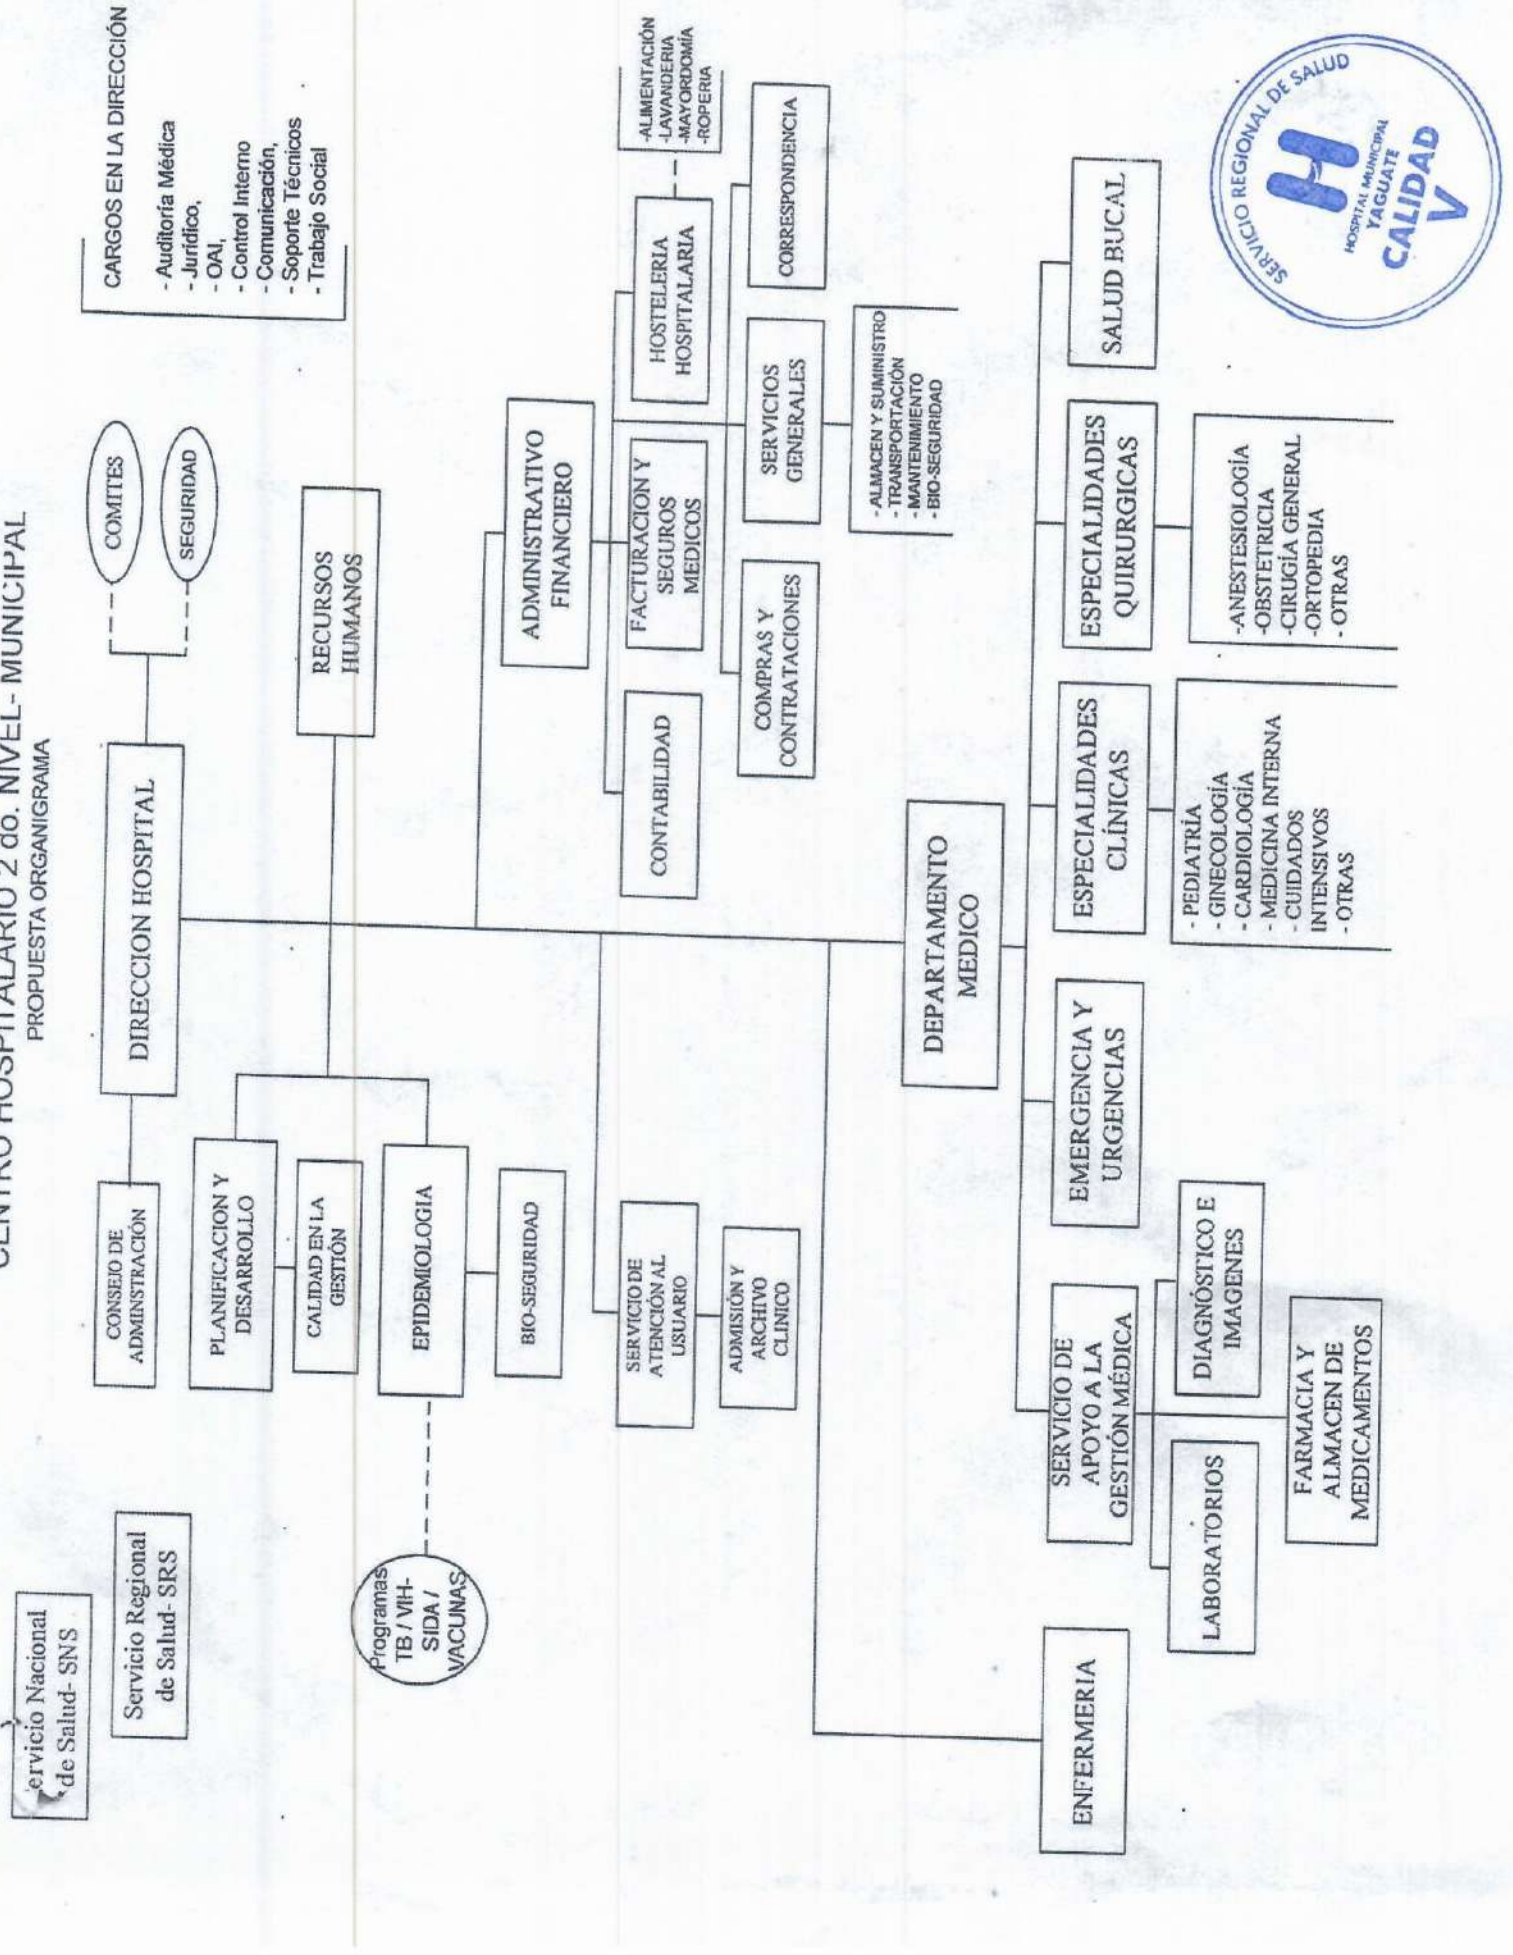 CENTRO HOSPITALARIO 2 do. NIVEL- MUNICIPAL
PROPUESTA ORGANIGRAMA
ervicio Nacional
de Salud- SNS
Servicio Regional
de Salud- SRS
CONSEJO DE
ADMINSTRACIÓN
DIRECCION HOSPITAL
COMITES
SEGURIDAD
CARGOS EN LA DIRECCIÓN
- Auditoría Médica
- Jurídico,
- OAI,
- Control Interno
- Comunicación,
- Soporte Técnicos
- Trabajo Social
PLANIFICACION Y
DESARROLLO
CALIDAD EN LA
GESTIÓN
RECURSOS
HUMANOS
Programas
TB / VIH-
SIDA /
VACUNAS
EPIDEMIOLOGIA
BIO-SEGURIDAD
ADMINISTRATIVO
FINANCIERO
SERVICIO DE
ATENCIÓN AL
USUARIO
ADMISIÓN Y
ARCHIVO
CLINICO
CONTABILIDAD
FACTURACION Y
SEGUROS
MEDICOS
HOSTELERIA
HOSPITALARIA
-ALIMENTACIÓN
-LAVANDERIA
-MAYORDOMÍA
-ROPERIA
COMPRAS Y
CONTRATACIONES
SERVICIOS
GENERALES
CORRESPONDENCIA
- ALMACEN Y SUMINISTRO
- TRANSPORTACIÓN
- MANTENIMIENTO
- BIO-SEGURIDAD
DEPARTAMENTO
MEDICO
ENFERMERIA
SERVICIO DE
APOYO A LA
GESTIÓN MÉDICA
EMERGENCIA Y
URGENCIAS
ESPECIALIDADES
CLÍNICAS
ESPECIALIDADES
QUIRURGICAS
SALUD BUCAL
LABORATORIOS
DIAGNÓSTICO E
IMAGENES
FARMACIA Y
ALMACEN DE
MEDICAMENTOS
- PEDIATRÍA
- GINECOLOGÍA
- CARDIOLOGÍA
- MEDICINA INTERNA
- CUIDADOS
INTENSIVOS
- OTRAS
-ANESTESIOLOGÍA
-OBSTETRICIA
-CIRUGÍA GENERAL
-ORTOPEDIA
- OTRAS
SERVICIO REGIONAL DE SALUD
H
HOSPITAL MUNICIPAL
YAGUATE
CALIDAD
V